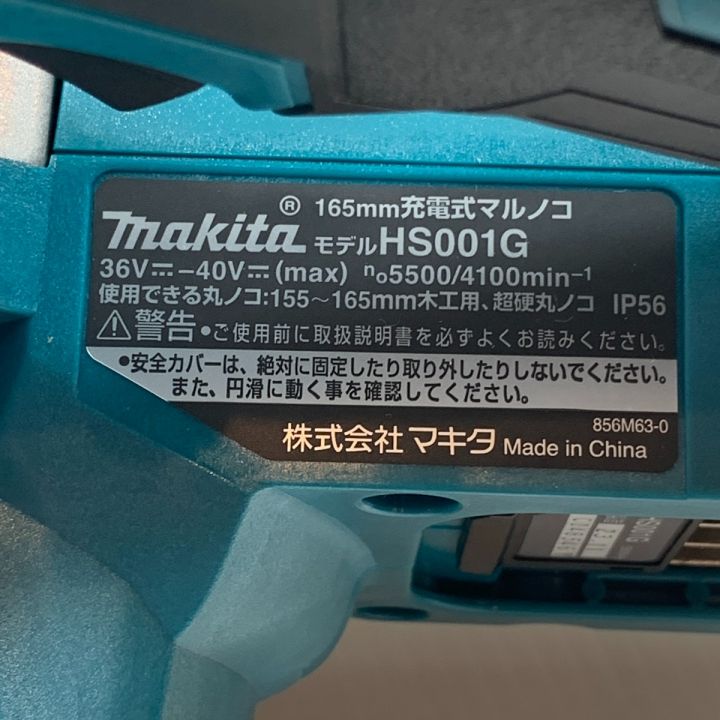 ® 165mm充電式マルノコ
makita モデルHS001G
36V⎓-40V⎓(max) n₀5500/4100min⁻¹
使用できる丸ノコ:155～165mm木工用、超硬丸ノコ IP56
⚠警告●ご使用前に取扱説明書を必ずよくお読みください。
●安全カバーは、絶対に固定したり取り外したりしないでください。
また、円滑に動く事を確認してください。
856M63-0
株式会社マキタ Made in China